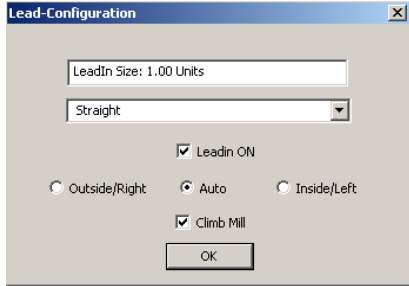 Lead-Configuration
LeadIn Size: 1.00 Units
Straight
Leadin ON
Outside/Right Auto Inside/Left
Climb Mill
OK